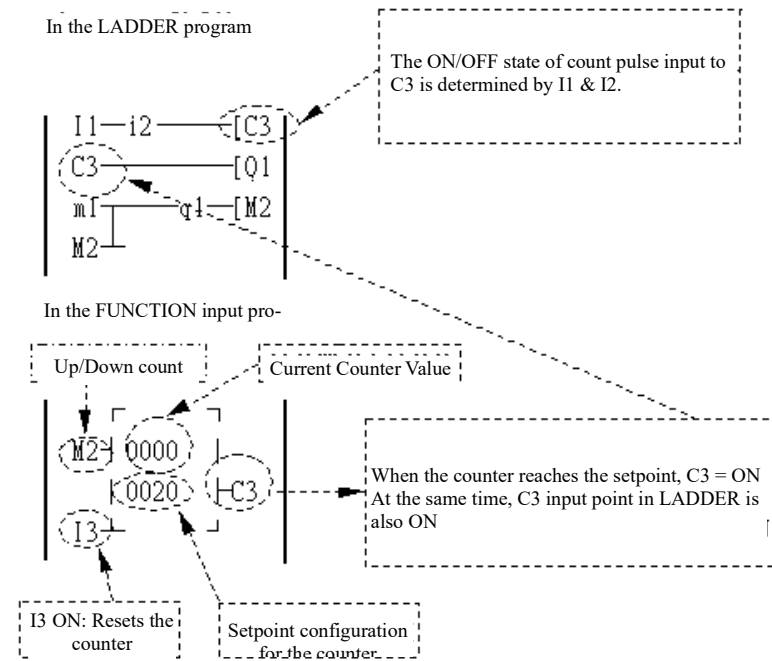 In the LADDER program
The ON/OFF state of count pulse input to
C3 is determined by I1 & I2.
I1 i2 [C3
C3 [Q1
m1 q1 [M2
M2
In the FUNCTION input pro-
Up/Down count
Current Counter Value
M2 0000
0020 C3
I3
When the counter reaches the setpoint, C3 = ON
At the same time, C3 input point in LADDER is
also ON
I3 ON: Resets the
counter
Setpoint configuration
for the counter